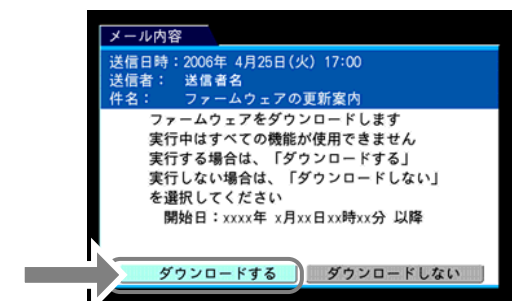 メール内容
送信日時：2006年 4月25日(火) 17:00
送信者： 送信者名
件名： ファームウェアの更新案内
ファームウェアをダウンロードします
実行中はすべての機能が使用できません
実行する場合は、「ダウンロードする」
実行しない場合は、「ダウンロードしない」
を選択してください
開始日：xxxx年 x月xx日xx時xx分 以降
ダウンロードする ダウンロードしない